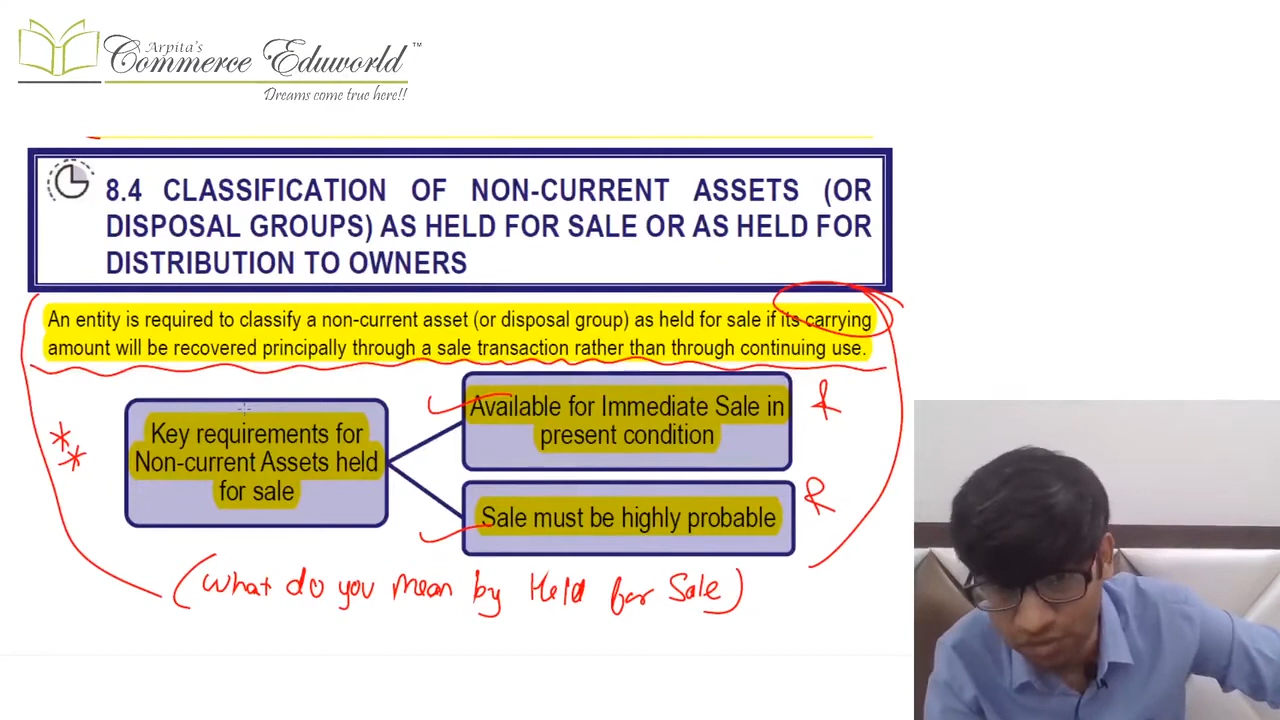 Arpita's
Commerce Eduworld™
Dreams come true here!!
8.4 CLASSIFICATION OF NON-CURRENT ASSETS (OR
DISPOSAL GROUPS) AS HELD FOR SALE OR AS HELD FOR
DISTRIBUTION TO OWNERS
An entity is required to classify a non-current asset (or disposal group) as held for sale if its carrying
amount will be recovered principally through a sale transaction rather than through continuing use.
Key requirements for
Non-current Assets held
for sale
Available for Immediate Sale in
present condition
Sale must be highly probable
(What do you mean by Held for Sale)